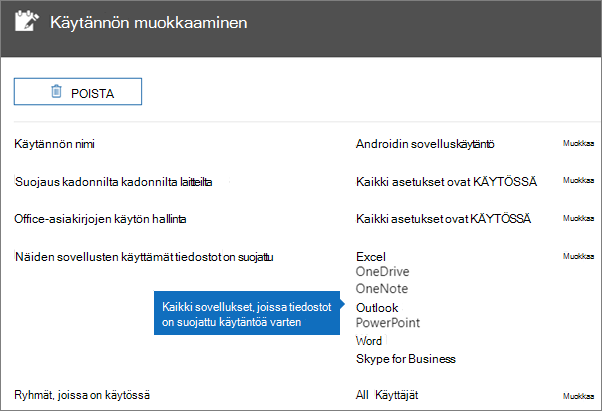 Käytännön muokkaaminen
POISTA
Käytännön nimi Androidin sovelluskäytäntö Muokkaa
Suojaus kadonnilta kadonnilta laitteilta Kaikki asetukset ovat KÄYTÖSSÄ Muokkaa
Office-asiakirjojen käytön hallinta Kaikki asetukset ovat KÄYTÖSSÄ Muokkaa
Näiden sovellusten käyttämät tiedostot on suojattu Excel Muokkaa
OneDrive
OneNote
Kaikki sovellukset, joissa tiedostot
on suojattu käytäntöä varten
Outlook
PowerPoint
Word
Skype for Business
Ryhmät, joissa on käytössä All Käyttäjät Muokkaa